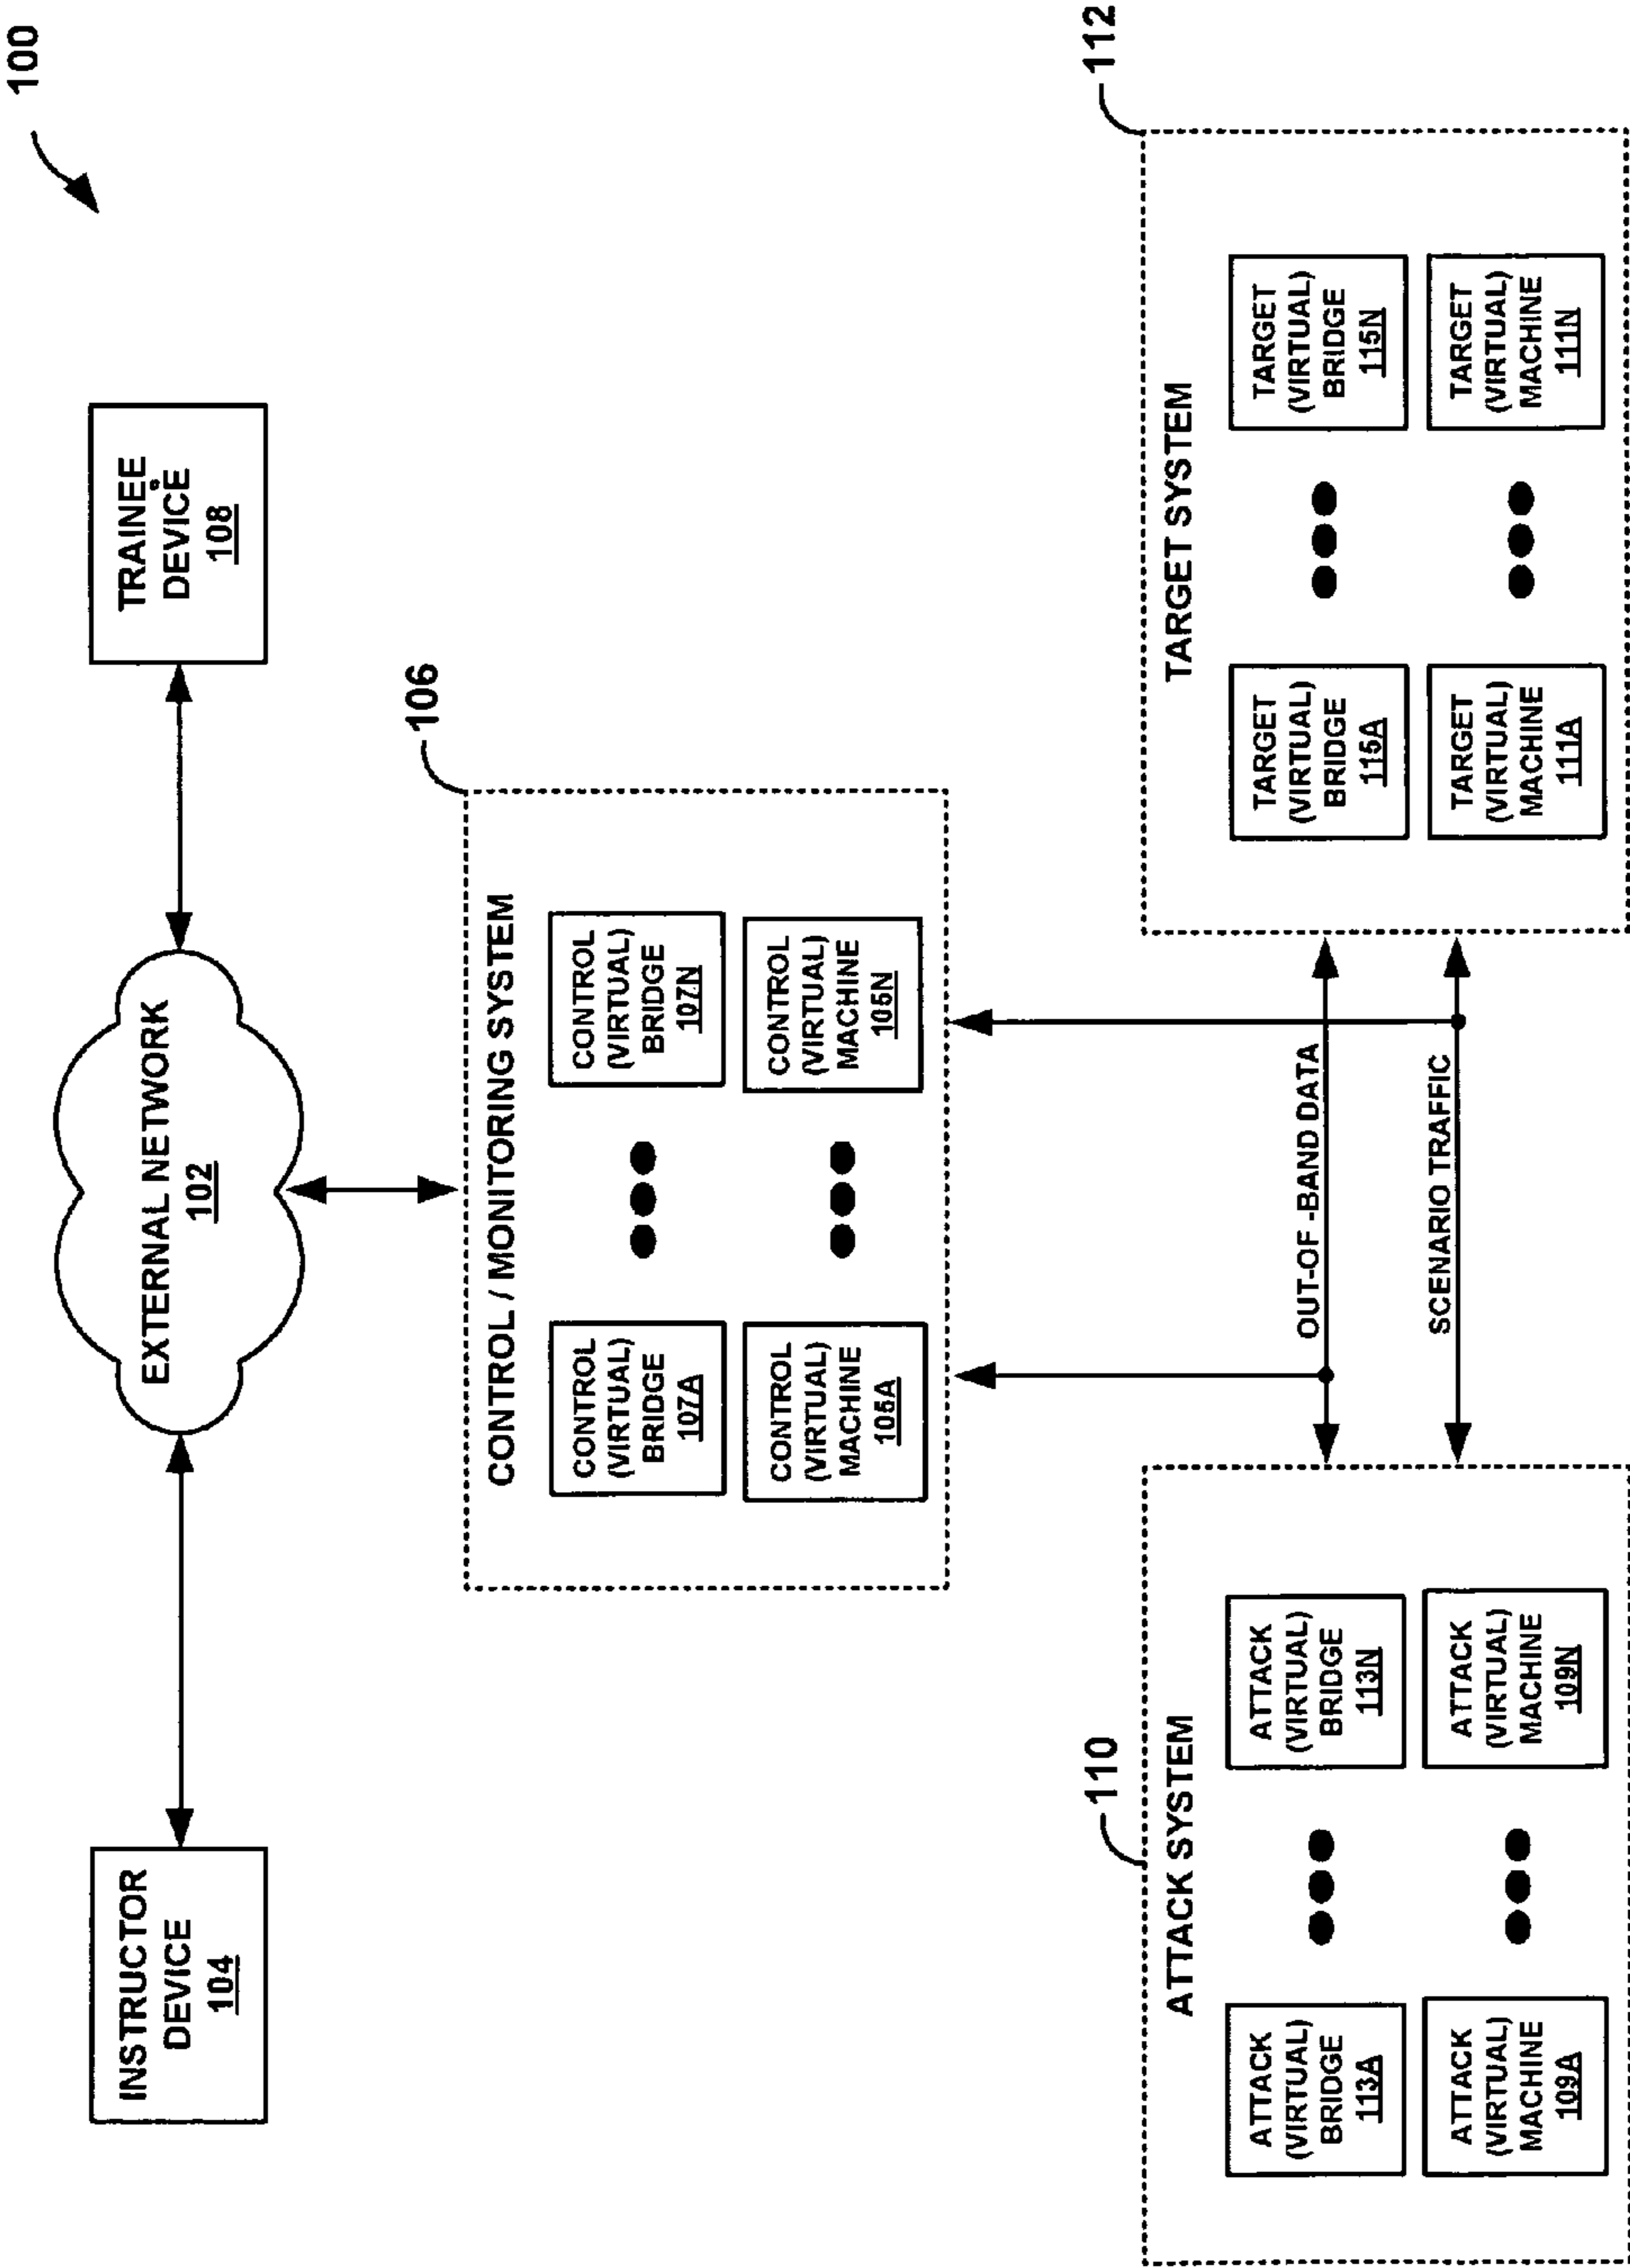 100
INSTRUCTOR
DEVICE
104
EXTERNAL NETWORK
102
TRAINEE
DEVICE
108
106
CONTROL / MONITORING SYSTEM
CONTROL
(VIRTUAL)
BRIDGE
107A
CONTROL
(VIRTUAL)
BRIDGE
107N
CONTROL
(VIRTUAL)
MACHINE
105A
CONTROL
(VIRTUAL)
MACHINE
105N
OUT-OF -BAND DATA
SCENARIO TRAFFIC
110
ATTACK SYSTEM
ATTACK
(VIRTUAL)
BRIDGE
113A
ATTACK
(VIRTUAL)
BRIDGE
113N
ATTACK
(VIRTUAL)
MACHINE
109A
ATTACK
(VIRTUAL)
MACHINE
109N
112
TARGET SYSTEM
TARGET
(VIRTUAL)
BRIDGE
115A
TARGET
(VIRTUAL)
BRIDGE
115N
TARGET
(VIRTUAL)
MACHINE
111A
TARGET
(VIRTUAL)
MACHINE
111N